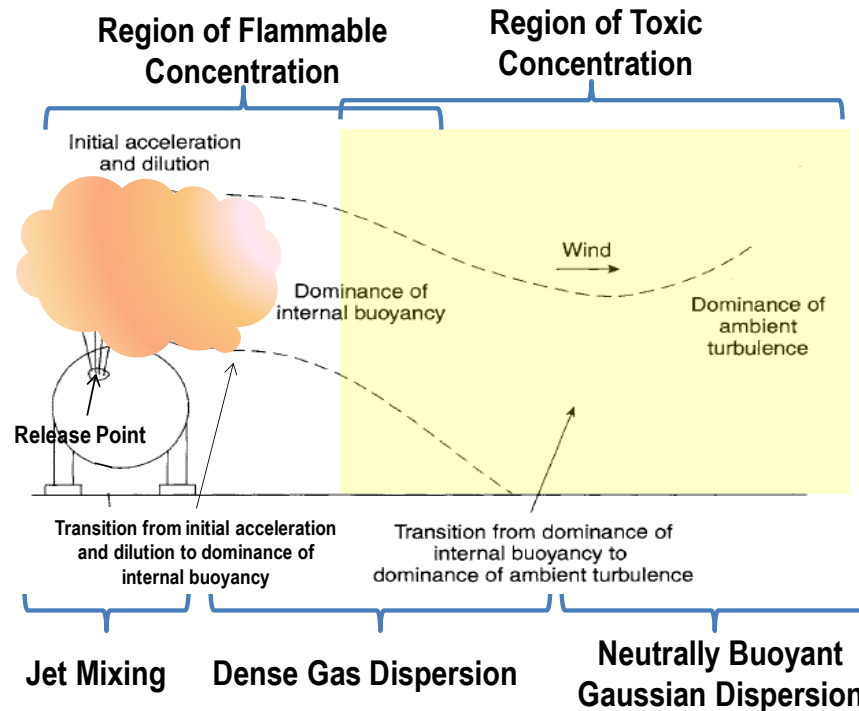 Region of Flammable
Concentration
Region of Toxic
Concentration
Initial acceleration
and dilution
Wind
Dominance of
internal buoyancy
Dominance of
ambient
turbulence
Release Point
Transition from initial acceleration
and dilution to dominance of
internal buoyancy
Transition from dominance of
internal buoyancy to
dominance of ambient turbulence
Jet Mixing
Dense Gas Dispersion
Neutrally Buoyant
Gaussian Dispersion